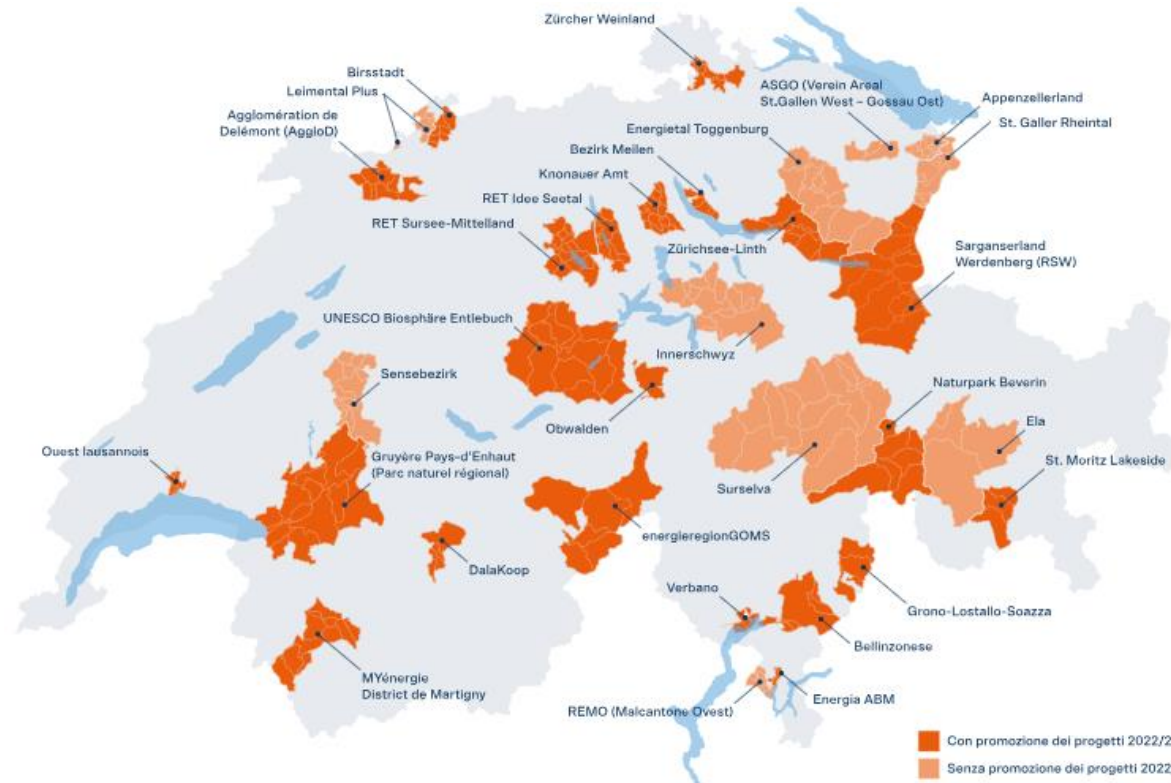 Zürcher Weinland
Birsstadt
Leimental Plus
Agglomération de
Delémont (AggloD)
ASGO (Verein Areal
St.Gallen West – Gossau Ost)
Appenzellerland
St. Galler Rheintal
Energietal Toggenburg
Bezirk Meilen
Knonauer Amt
RET Idee Seetal
RET Sursee-Mittelland
Zürichsee-Linth
Sarganserland
Werdenberg (RSW)
UNESCO Biosphäre Entlebuch
Innerschwyz
Sensebezirk
Obwalden
Naturpark Beverin
Ela
St. Moritz Lakeside
Ouest lausannois
Gruyère Pays-d'Enhaut
(Parc naturel régional)
Surselva
energieregionGOMS
DalaKoop
Verbano
Grono-Lostallo-Soazza
Bellinzonese
MYénergie
District de Martigny
REMO (Malcantone Ovest)
Energia ABM
Con promozione dei progetti 2022/2
Senza promozione dei progetti 2022